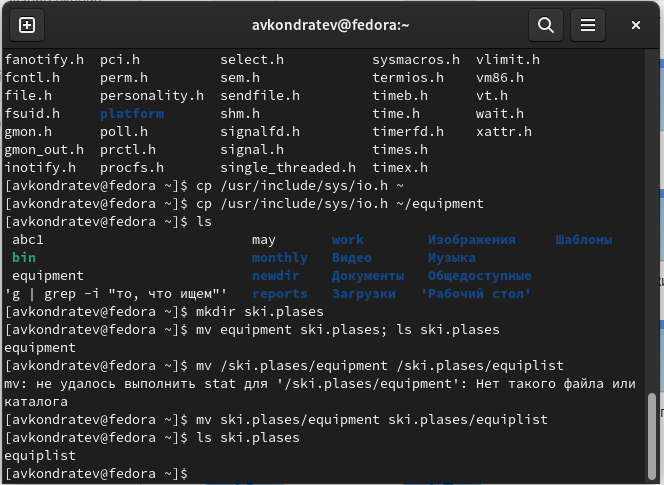 avkondratev@fedora:~
fanotify.h pci.h select.h sysmacros.h vlimit.h
fcntl.h perm.h sem.h termios.h vm86.h
file.h personality.h sendfile.h timeb.h vt.h
fsuid.h platform shm.h time.h wait.h
gmon.h poll.h signalfd.h timerfd.h xattr.h
gmon_out.h prctl.h signal.h times.h
inotify.h procfs.h single_threaded.h timex.h
[avkondratev@fedora ~]$ cp /usr/include/sys/io.h ~
[avkondratev@fedora ~]$ cp /usr/include/sys/io.h ~/equipment
[avkondratev@fedora ~]$ ls
abc1 may work Изображения Шаблоны
bin monthly Видео Музыка
equipment newdir Документы Общедоступные
'g | grep -i "то, что ищем"' reports Загрузки 'Рабочий стол'
[avkondratev@fedora ~]$ mkdir ski.plases
[avkondratev@fedora ~]$ mv equipment ski.plases; ls ski.plases
equipment
[avkondratev@fedora ~]$ mv /ski.plases/equipment /ski.plases/equiplist
mv: не удалось выполнить stat для '/ski.plases/equipment': Нет такого файла или
каталога
[avkondratev@fedora ~]$ mv ski.plases/equipment ski.plases/equiplist
[avkondratev@fedora ~]$ ls ski.plases
equiplist
[avkondratev@fedora ~]$